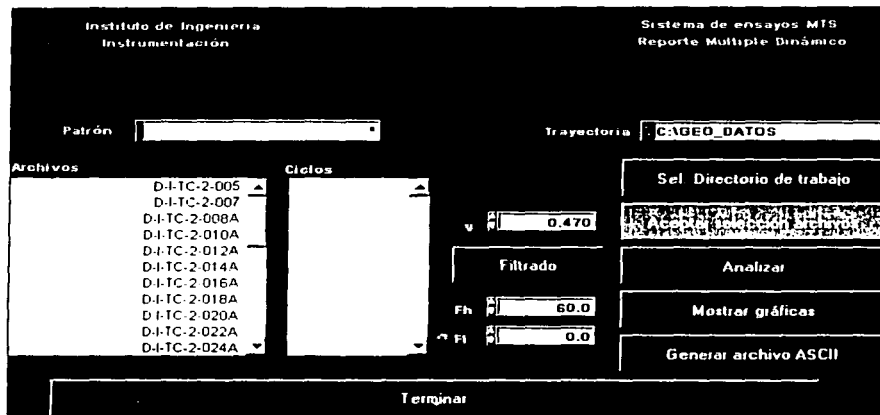 Instituto de Ingenieria
Instrumentación
Sistema de ensayos MTS
Reporte Multiple Dinámico
Patrón
Trayectoria C:\GEO_DATOS
Archivos
Ciclos
D-I-TC-2-005
D-I-TC-2-007
D-I-TC-2-008A
D-I-TC-2-010A
D-I-TC-2-012A
D-I-TC-2-014A
D-I-TC-2-016A
D-I-TC-2-018A
D-I-TC-2-020A
D-I-TC-2-022A
D-I-TC-2-024A
0.470
Filtrado
Fh 60.0
Fl 0.0
Sel. Directorio de trabajo
Analizar
Mostrar gráficas
Generar archivo ASCII
Terminar